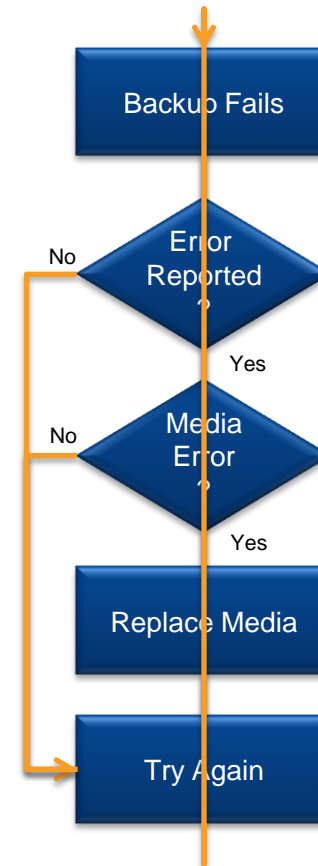 Backup Fails
Error
Reported
?
No
Yes
Media
Error
?
No
Yes
Replace Media
Try Again